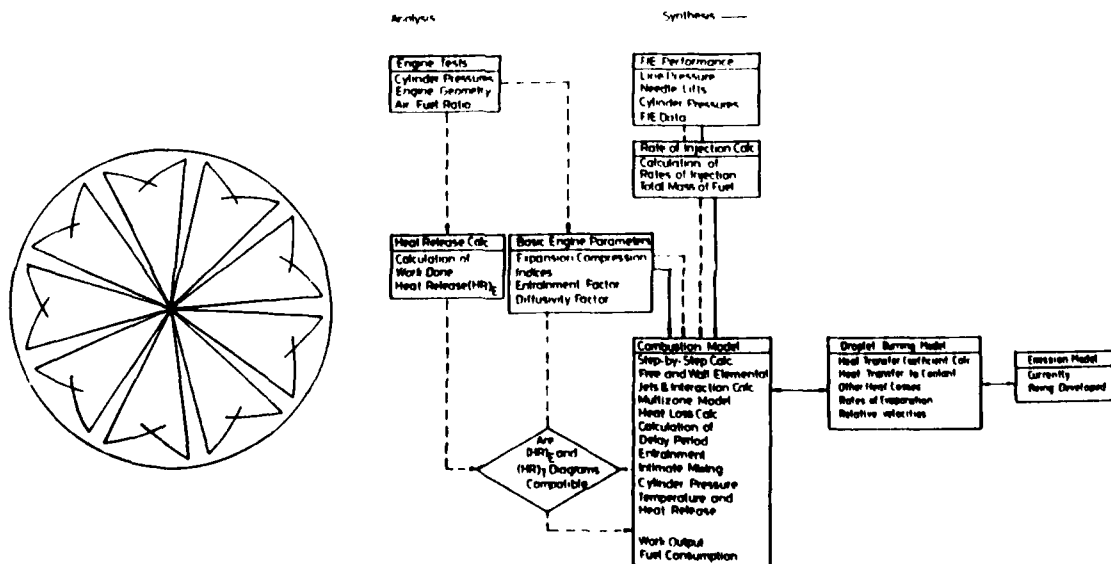 Analysis
Synthesis
Engine Tests
Cylinder Pressures
Engine Geometry
Air Fuel Ratio
FIE Performance
Line Pressure
Needle Lifts
Cylinder Pressures
FIE Data
Rate of Injection Calc
Calculation of
Rates of Injection
Total Mass of Fuel
Heat Release Calc
Calculation of
Work Done
Heat Release (HR)E
Basic Engine Parameters
Expansion Compression
Indices
Entrainment Factor
Diffusivity Factor
Are
(HR)E and
(HR)T Diagrams
Compatible
Combustion Model
Step-by-Step Calc
Free and Wall Elemental
Jets & Interaction Calc
Multizone Model
Heat Loss Calc
Calculation of
Delay Period
Entrainment
Intimate Mixing
Cylinder Pressure
Temperature and
Heat Release
Work Output
Fuel Consumption
Droplet Burning Model
Heat Transfer Coefficient Calc
Heat Transfer to
Other Heat Losses
Rates of Evaporation
Relative velocities
Emission Model
Currently
Being Developed